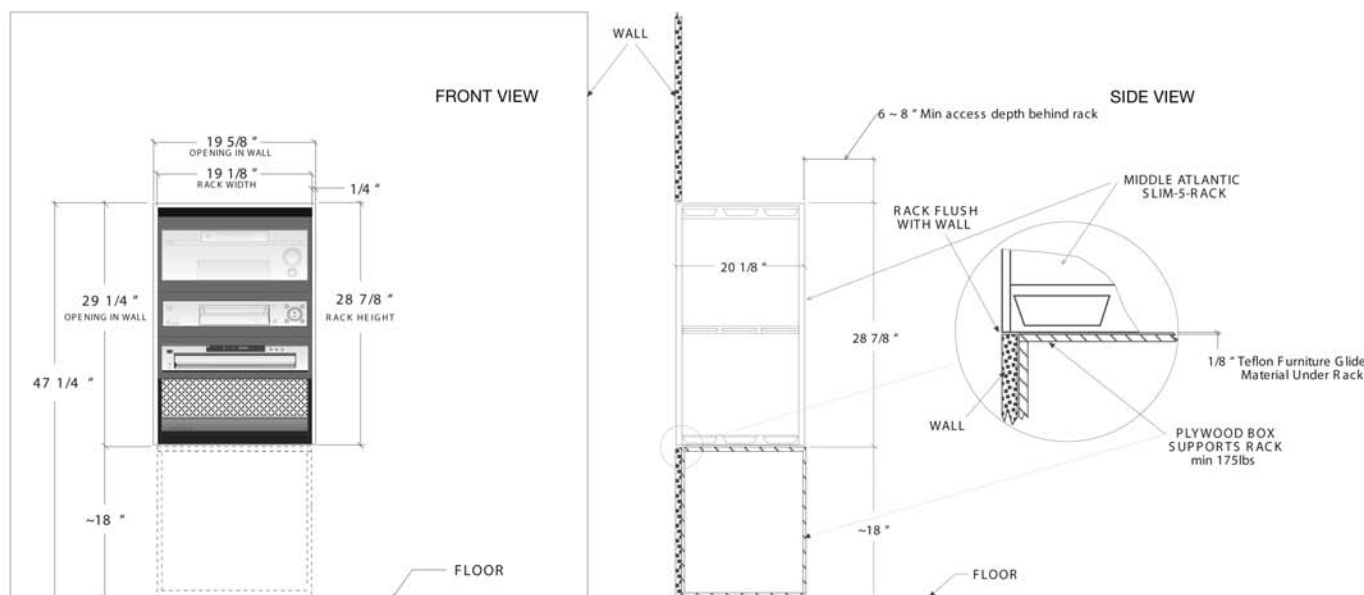 WALL
FRONT VIEW
SIDE VIEW
6 ~ 8 " Min access depth behind rack
19 5/8 "
OPENING IN WALL
19 1/8 "
RACK WIDTH
1/4 "
MIDDLE ATLANTIC
SLIM-5-RACK
RACK FLUSH
WITH WALL
20 1/8 "
29 1/4 "
OPENING IN WALL
28 7/8 "
RACK HEIGHT
28 7/8 "
47 1/4 "
1/8 " Teflon Furniture Glide
Material Under Rack
WALL
PLYWOOD BOX
SUPPORTS RACK
min 175lbs
~18 "
~18 "
FLOOR
FLOOR